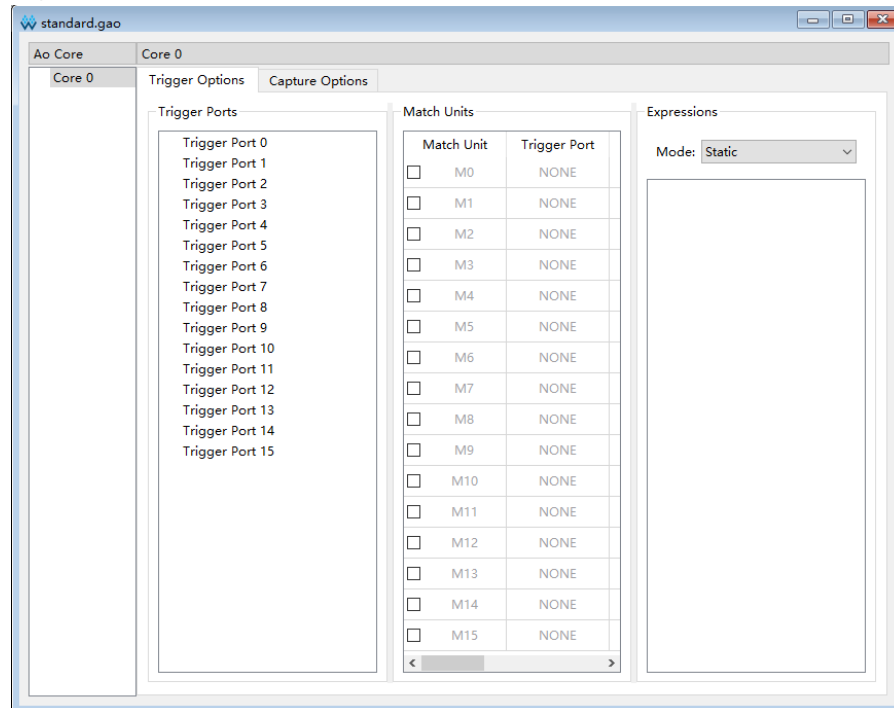 standard.gao
Ao Core
Core 0
Core 0
Trigger Options
Capture Options
Trigger Ports
Trigger Port 0
Trigger Port 1
Trigger Port 2
Trigger Port 3
Trigger Port 4
Trigger Port 5
Trigger Port 6
Trigger Port 7
Trigger Port 8
Trigger Port 9
Trigger Port 10
Trigger Port 11
Trigger Port 12
Trigger Port 13
Trigger Port 14
Trigger Port 15
Match Units
Match Unit Trigger Port
M0 NONE
M1 NONE
M2 NONE
M3 NONE
M4 NONE
M5 NONE
M6 NONE
M7 NONE
M8 NONE
M9 NONE
M10 NONE
M11 NONE
M12 NONE
M13 NONE
M14 NONE
M15 NONE
Expressions
Mode: Static